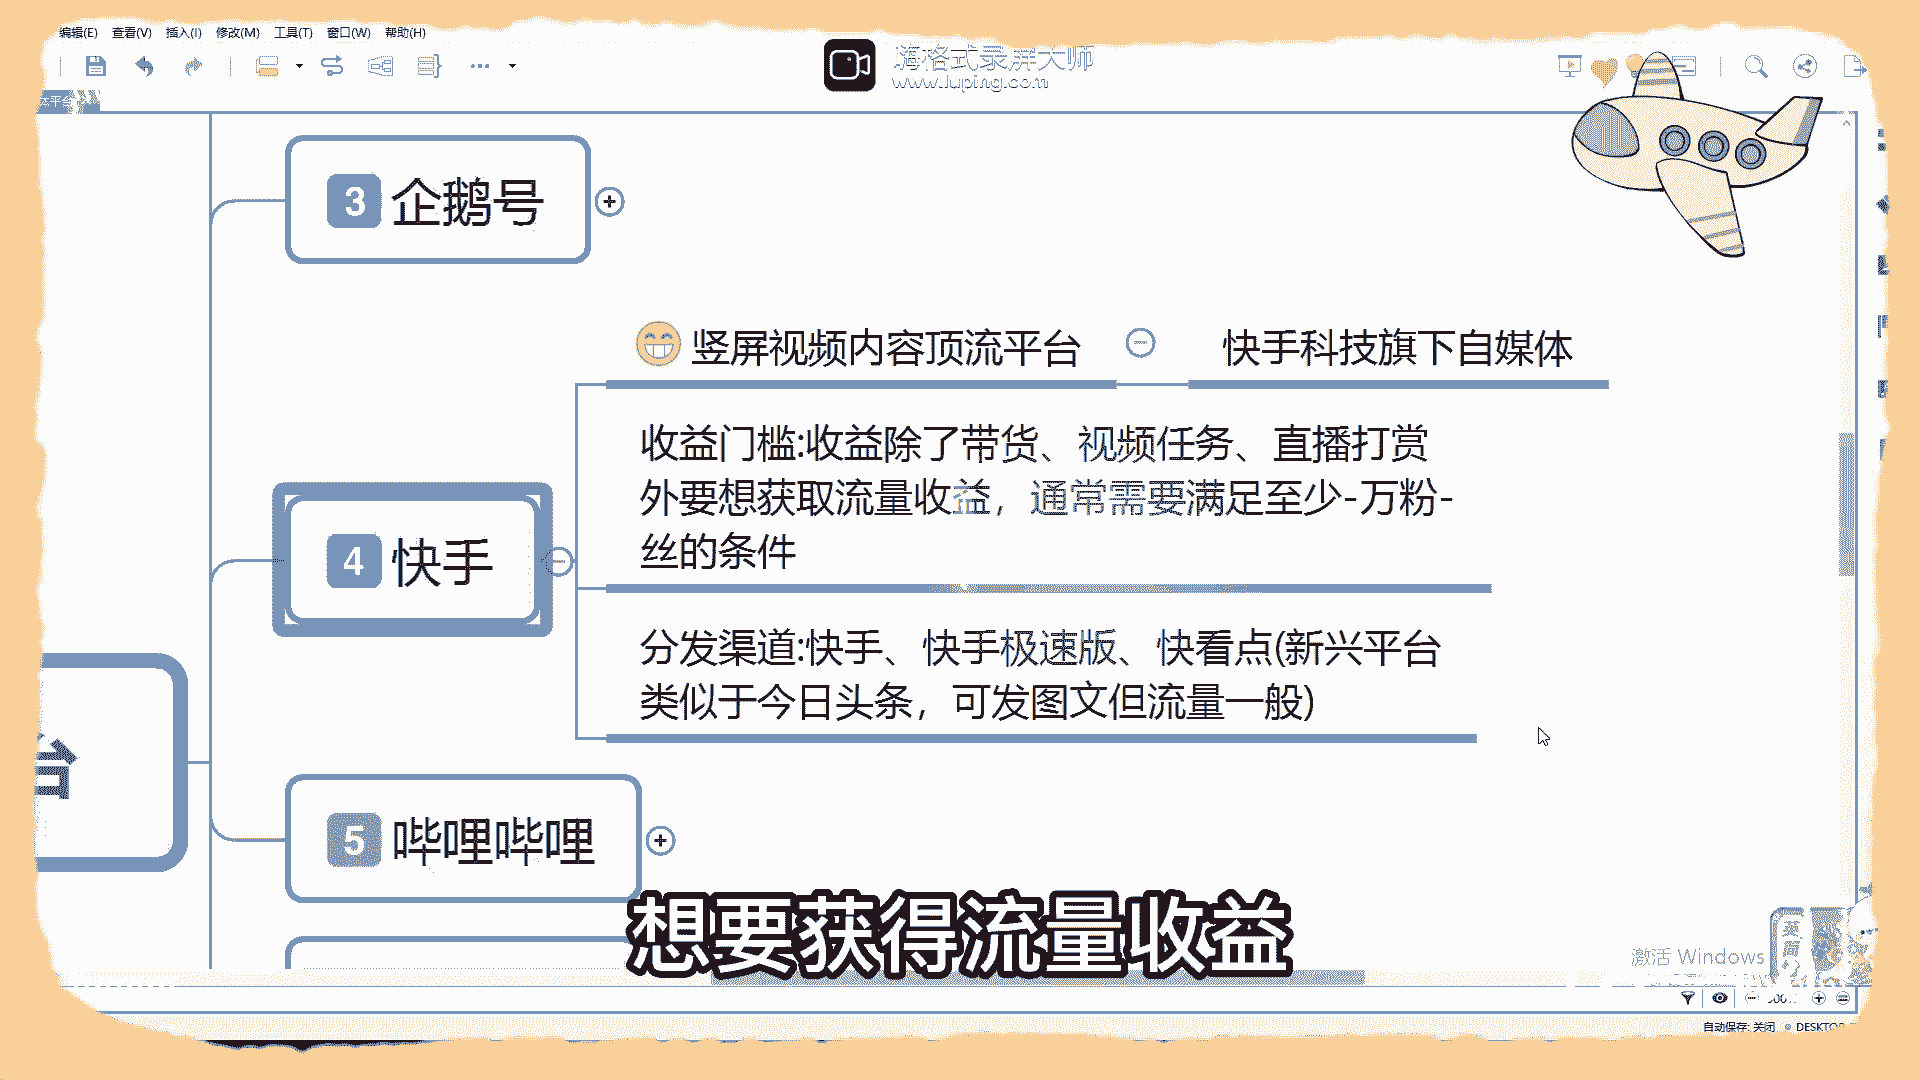 编辑(E) 查看(V) 插入(I) 修改(M) 工具(T) 窗口(W) 帮助(H)
嗨格式录屏大师
www.luping.com
3 企鹅号
竖屏视频内容顶流平台
快手科技旗下自媒体
收益门槛:收益除了带货、视频任务、直播打赏
外要想获取流量收益，通常需要满足至少-万粉-
丝的条件
4 快手
分发渠道:快手、快手极速版、快看点(新兴平台
类似于今日头条，可发图文但流量一般)
台
5 哔哩哔哩
想要获得流量收益
激活 Windows
自动保存: 关闭